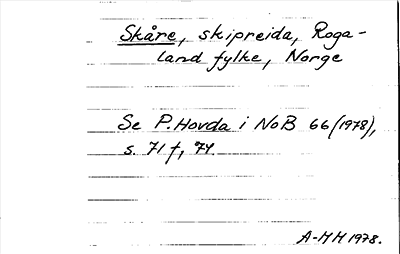 Skåre, skipreida, Roga-
land fylke, Norge
Se P. Hovda i NoB 66 (1978),
s. 71 f, 74.
A-MH 1978.